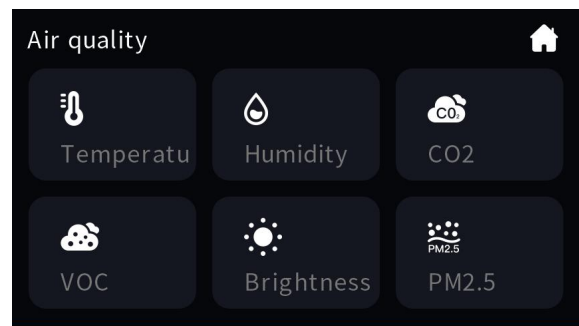 Air quality
Temperatu
Humidity
CO2
CO2
VOC
Brightness
PM2.5
PM2.5